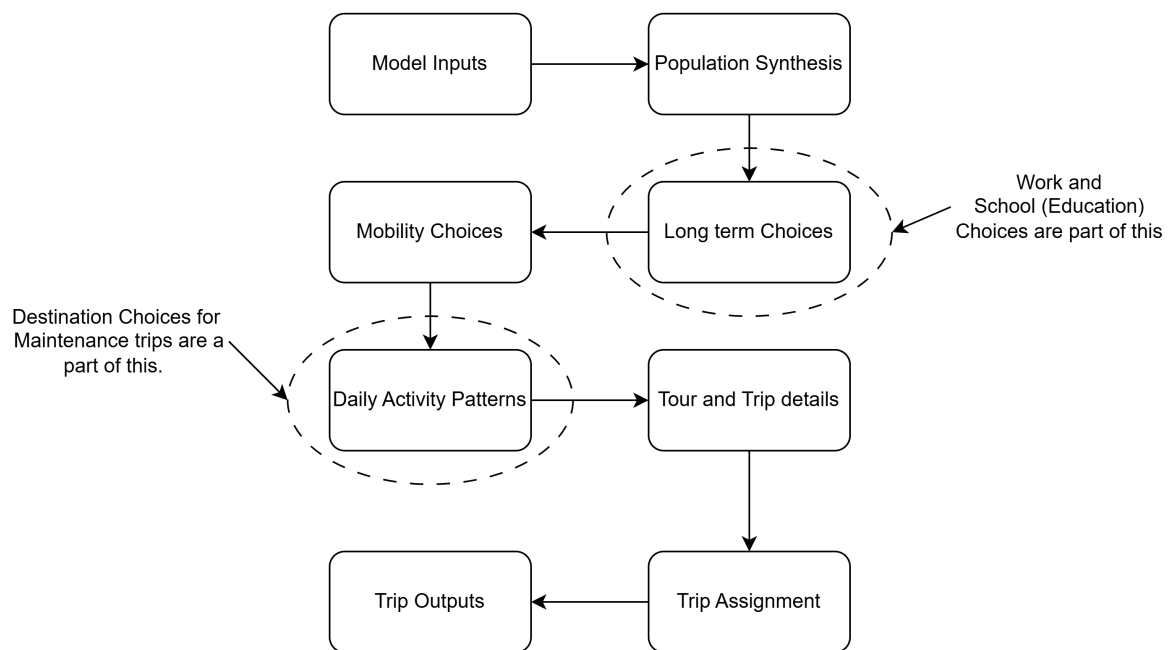 Model Inputs
Population Synthesis
Work and
School (Education)
Choices are part of this
Mobility Choices
Long term Choices
Destination Choices for
Maintenance trips are a
part of this.
Daily Activity Patterns
Tour and Trip details
Trip Outputs
Trip Assignment